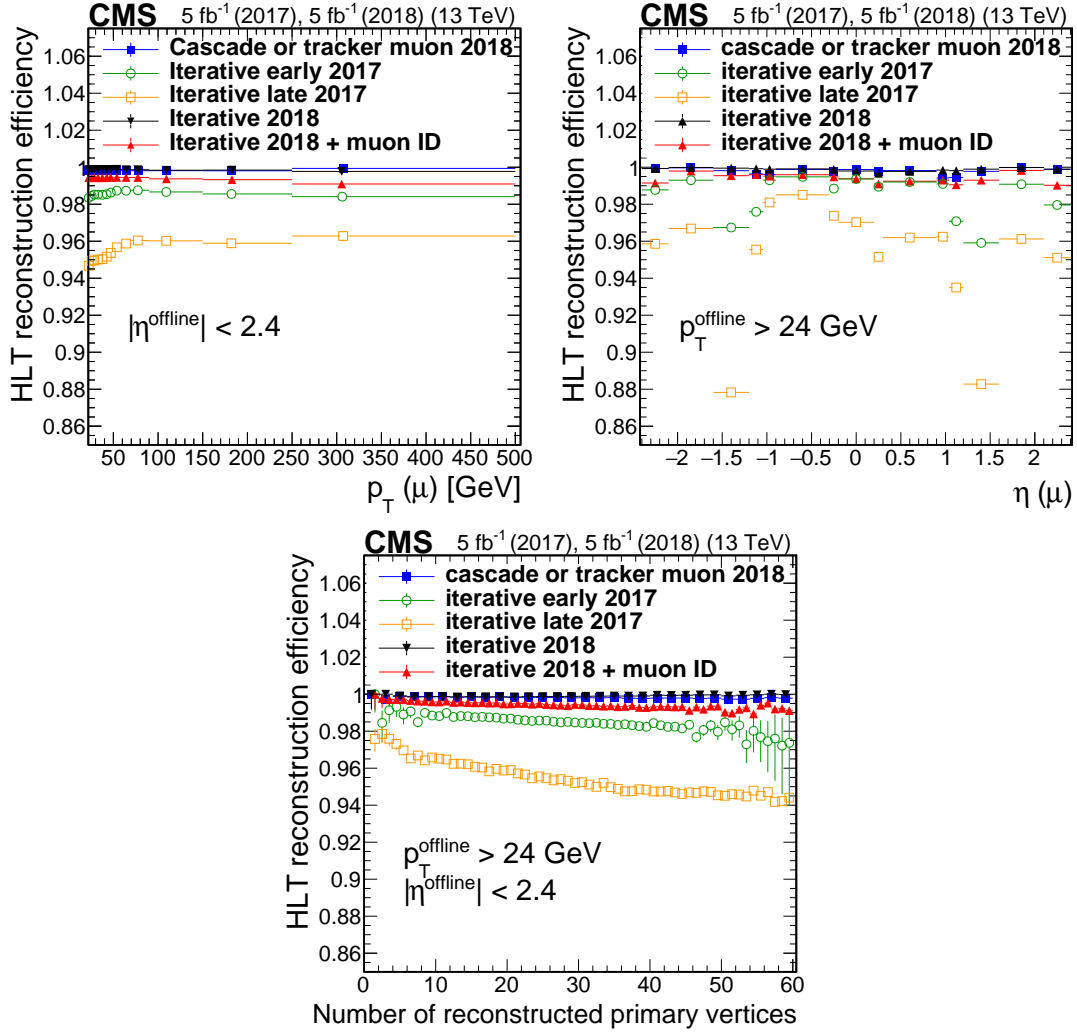 CMS 5 fb⁻¹ (2017), 5 fb⁻¹ (2018) (13 TeV)
HLT reconstruction efficiency
1.06
1.04
1.02
1
0.98
0.96
0.94
0.92
0.9
0.88
0.86
Cascade or tracker muon 2018
Iterative early 2017
Iterative late 2017
Iterative 2018
Iterative 2018 + muon ID
|η^offline| < 2.4
50 100 150 200 250 300 350 400 450 500
p_T (μ) [GeV]
CMS 5 fb⁻¹ (2017), 5 fb⁻¹ (2018) (13 TeV)
HLT reconstruction efficiency
1.06
1.04
1.02
1
0.98
0.96
0.94
0.92
0.9
0.88
0.86
cascade or tracker muon 2018
iterative early 2017
iterative late 2017
iterative 2018
iterative 2018 + muon ID
p_T^offline > 24 GeV
−2 −1.5 −1 −0.5 0 0.5 1 1.5 2
η (μ)
CMS 5 fb⁻¹ (2017), 5 fb⁻¹ (2018) (13 TeV)
HLT reconstruction efficiency
1.06
1.04
1.02
1
0.98
0.96
0.94
0.92
0.9
0.88
0.86
cascade or tracker muon 2018
iterative early 2017
iterative late 2017
iterative 2018
iterative 2018 + muon ID
p_T^offline > 24 GeV
|η^offline| < 2.4
0 10 20 30 40 50 60
Number of reconstructed primary vertices